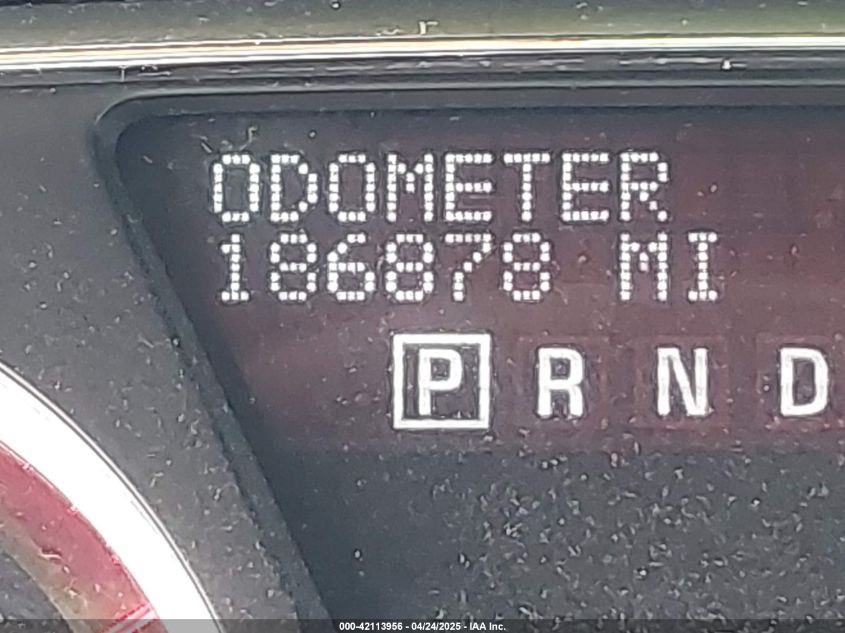 ODOMETER
186878 MI
P R N D
000-42113956 - 04/24/2025 - IAA Inc.